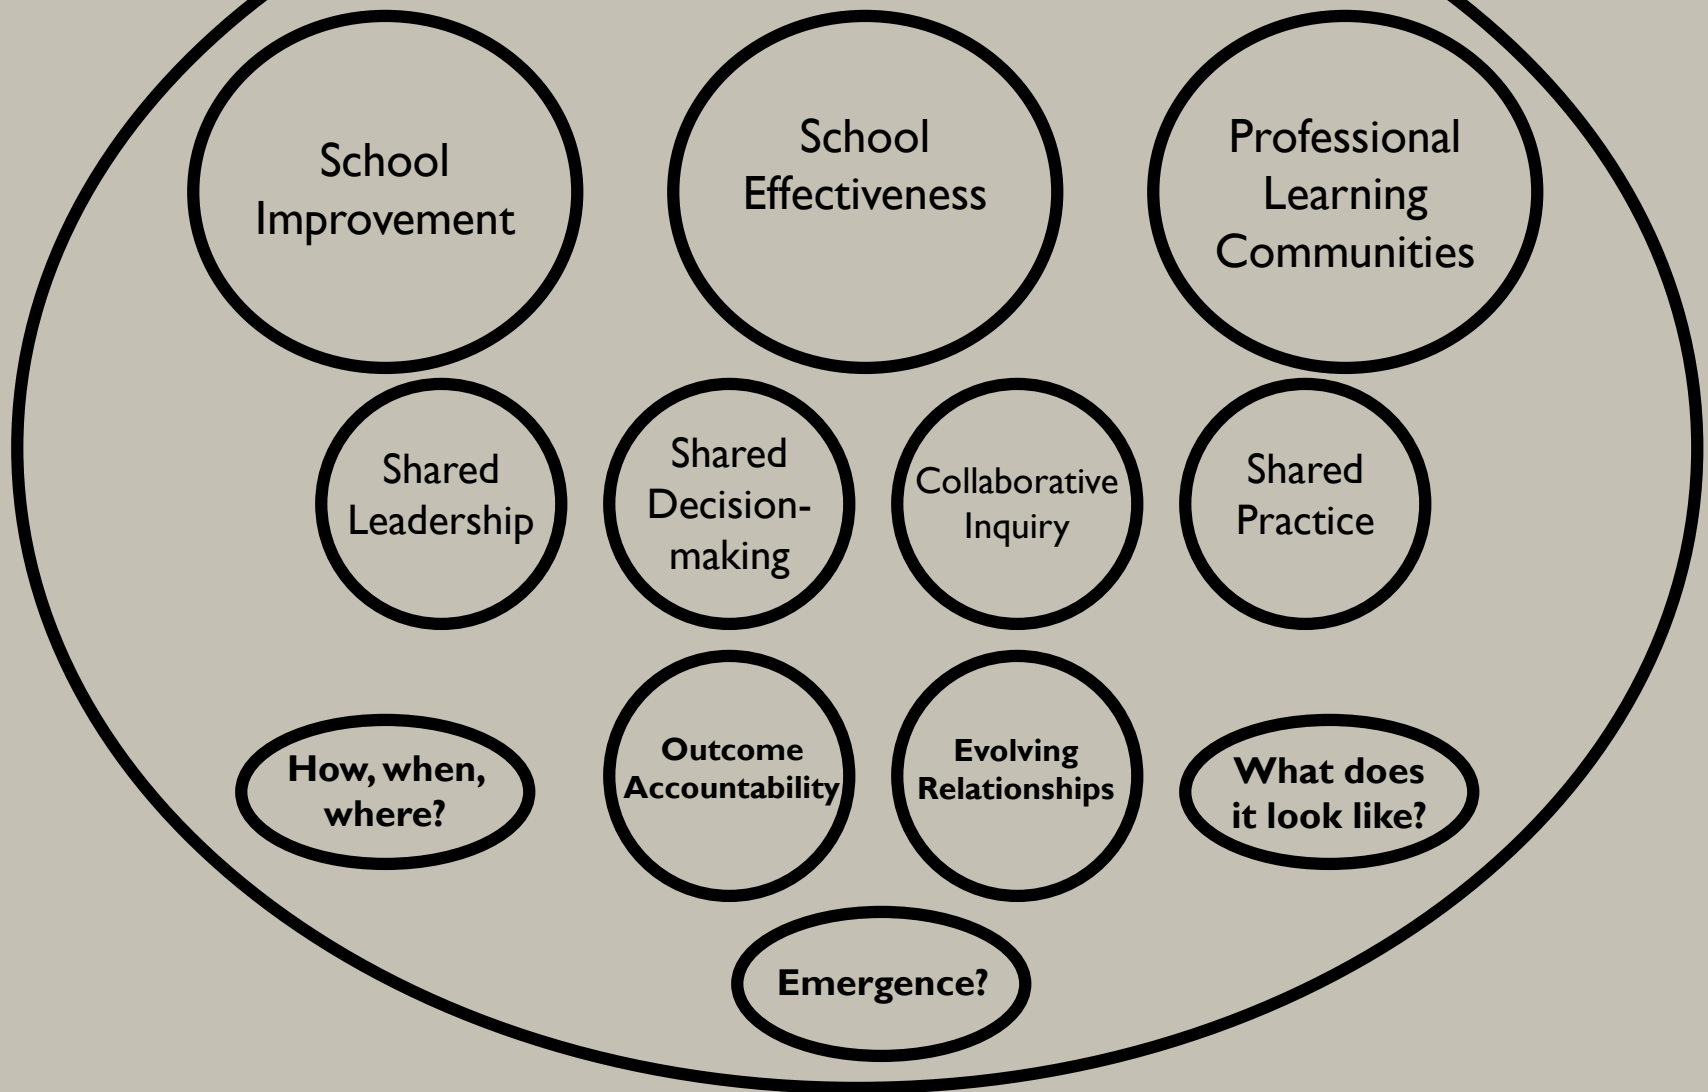 School
Improvement
School
Effectiveness
Professional
Learning
Communities
Shared
Leadership
Shared
Decision-
making
Collaborative
Inquiry
Shared
Practice
How, when,
where?
Outcome
Accountability
Evolving
Relationships
What does
it look like?
Emergence?